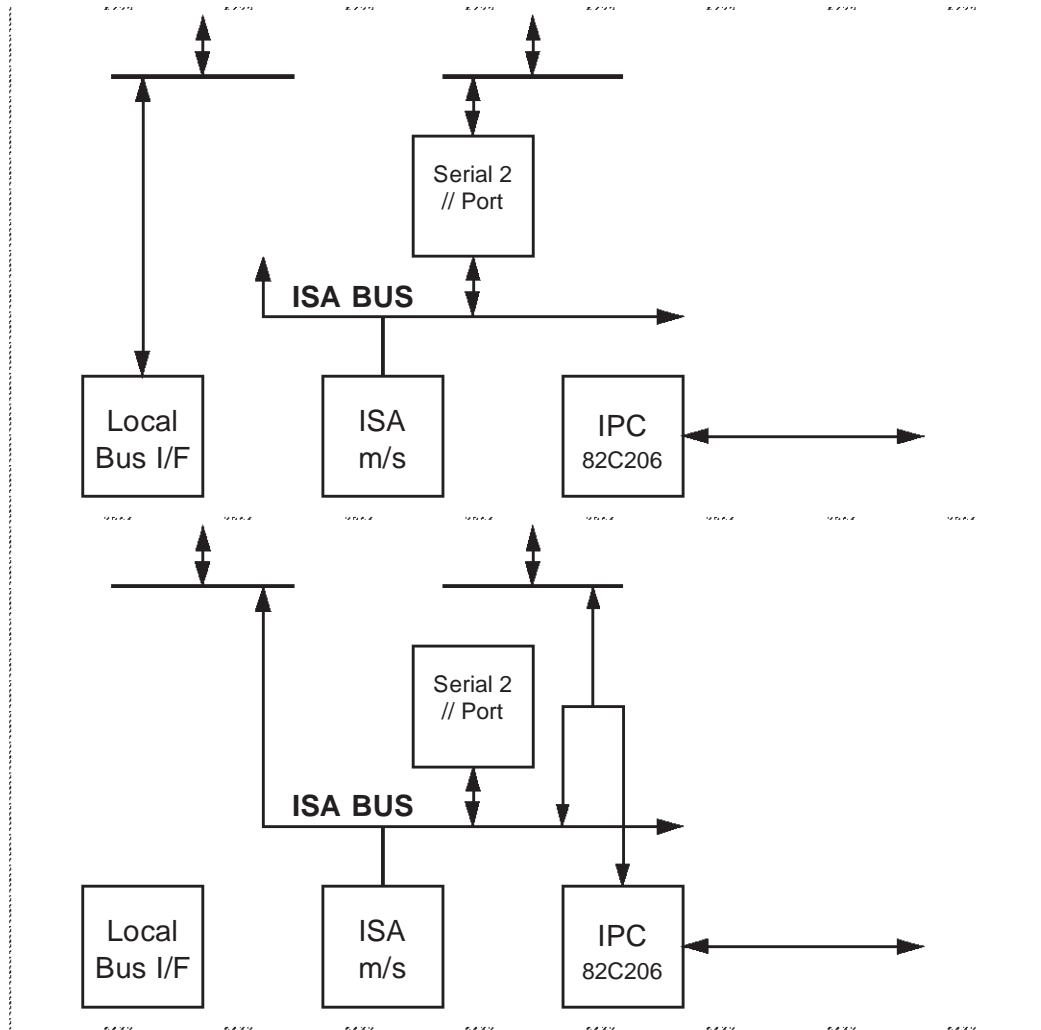 Serial 2
// Port
ISA BUS
Local
Bus I/F
ISA
m/s
IPC
82C206
Serial 2
// Port
ISA BUS
Local
Bus I/F
ISA
m/s
IPC
82C206